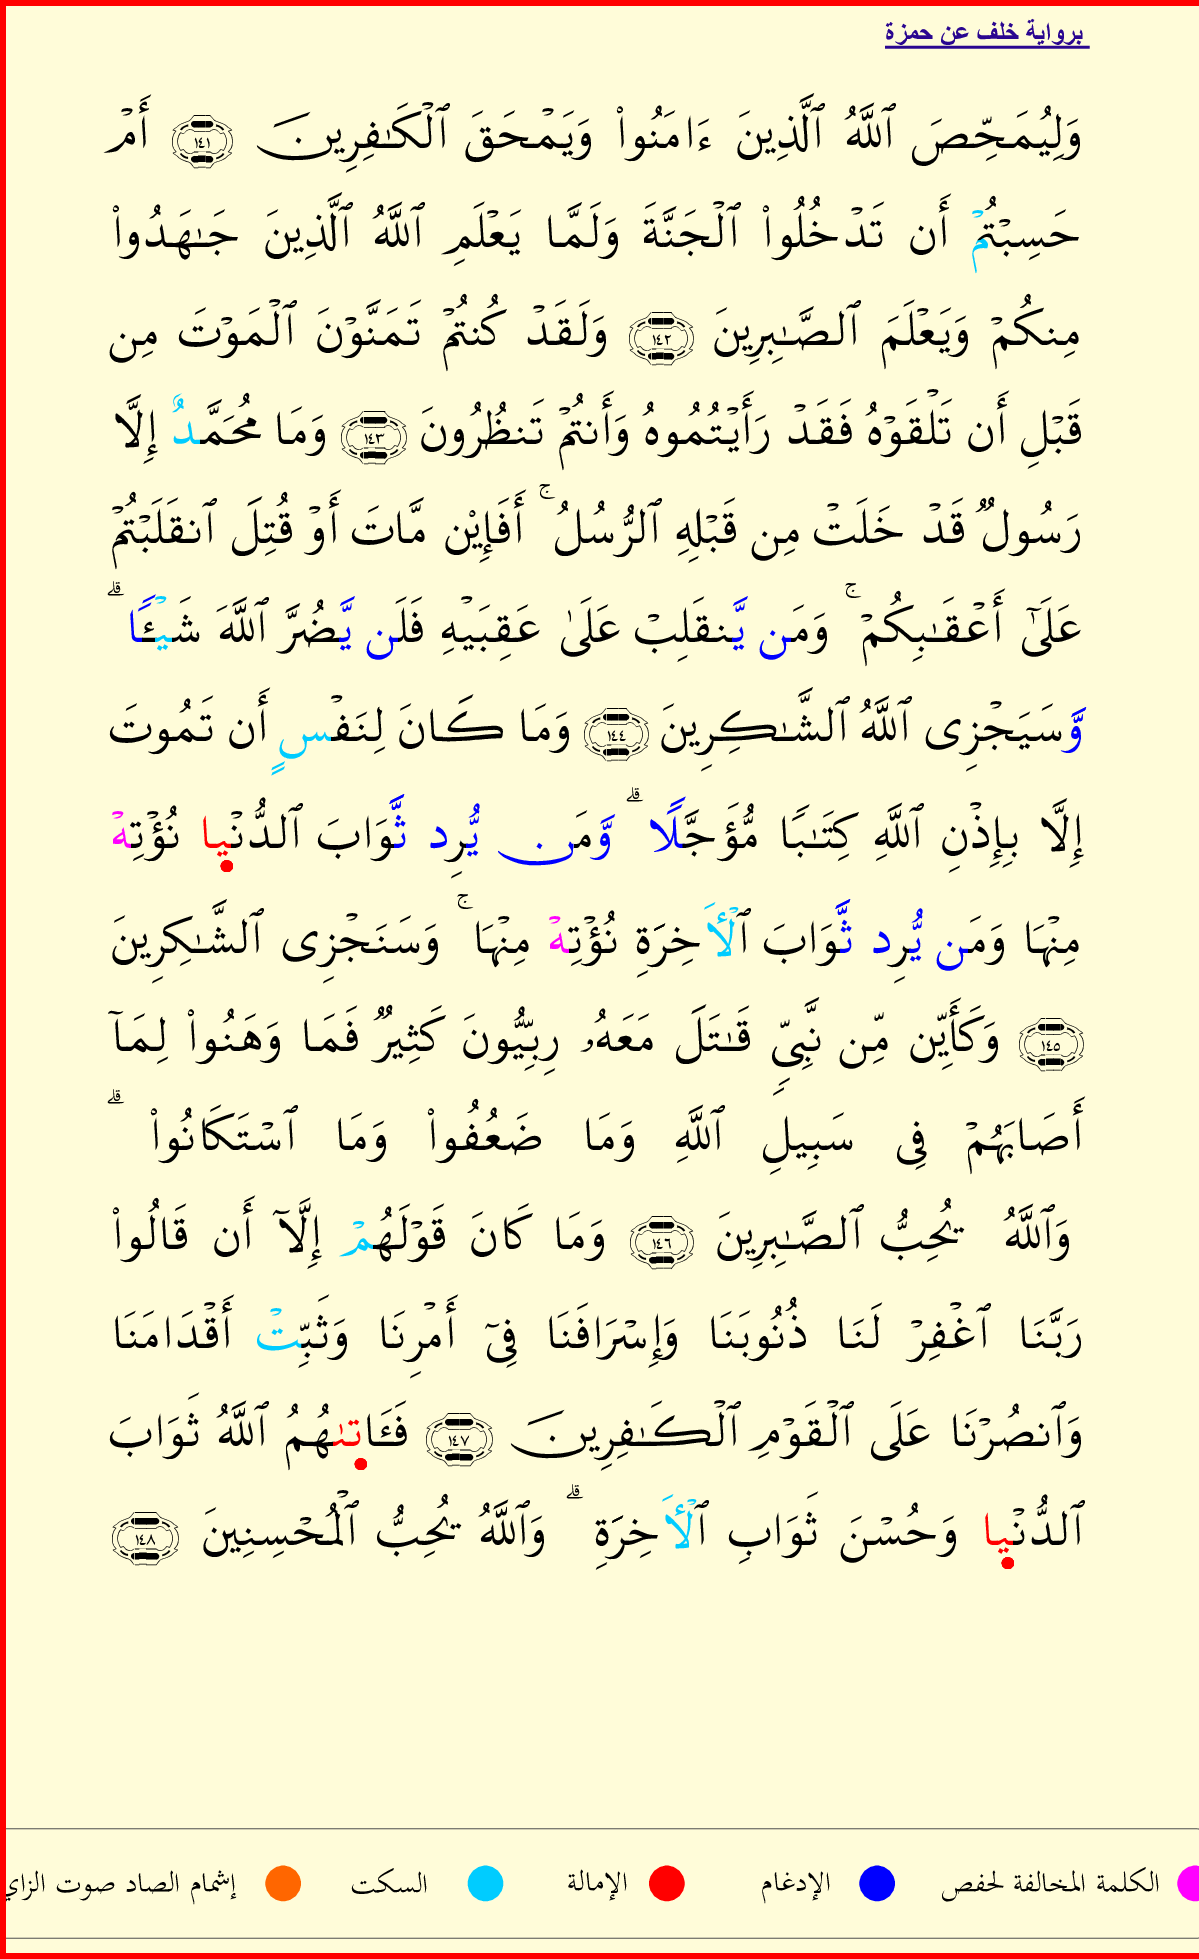 برواية خلف عن حمزة
وَلِيُمَحِّصَ ٱللَّهُ ٱلَّذِينَ ءَامَنُوا۟ وَيَمْحَقَ ٱلْكَـٰفِرِينَ ١٤١ أَمْ
حَسِبْتُمْ أَن تَدْخُلُوا۟ ٱلْجَنَّةَ وَلَمَّا يَعْلَمِ ٱللَّهُ ٱلَّذِينَ جَـٰهَدُوا۟
مِنكُمْ وَيَعْلَمَ ٱلصَّـٰبِرِينَ ١٤٢ وَلَقَدْ كُنتُمْ تَمَنَّوْنَ ٱلْمَوْتَ مِن
قَبْلِ أَن تَلْقَوْهُ فَقَدْ رَأَيْتُمُوهُ وَأَنتُمْ تَنظُرُونَ ١٤٣ وَمَا مُحَمَّدٌ إِلَّا
رَسُولٌ قَدْ خَلَتْ مِن قَبْلِهِ ٱلرُّسُلُ ۚ أَفَإِيْن مَّاتَ أَوْ قُتِلَ ٱنقَلَبْتُمْ
عَلَىٰٓ أَعْقَـٰبِكُمْ ۚ وَمَن يَّنقَلِبْ عَلَىٰ عَقِبَيْهِ فَلَن يَّضُرَّ ٱللَّهَ شَيْـًٔا ۗ
وَّسَيَجْزِى ٱللَّهُ ٱلشَّـٰكِرِينَ ١٤٤ وَمَا كَانَ لِنَفْسٍ أَن تَمُوتَ
إِلَّا بِإِذْنِ ٱللَّهِ كِتَـٰبًا مُّؤَجَّلًا ۗ وَّمَن يُّرِد ثَّوَابَ ٱلدُّنْيا نُؤْتِهْ
مِنْهَا وَمَن يُّرِد ثَّوَابَ ٱلْأَخِرَةِ نُؤْتِهْ مِنْهَا ۚ وَسَنَجْزِى ٱلشَّـٰكِرِينَ
١٤٥ وَكَأَيِّن مِّن نَّبِىٍّ قَـٰتَلَ مَعَهُۥ رِبِّيُّونَ كَثِيرٌ فَمَا وَهَنُوا۟ لِمَآ
أَصَابَهُمْ فِى سَبِيلِ ٱللَّهِ وَمَا ضَعُفُوا۟ وَمَا ٱسْتَكَانُوا۟ ۗ
وَٱللَّهُ يُحِبُّ ٱلصَّـٰبِرِينَ ١٤٦ وَمَا كَانَ قَوْلَهُمْ إِلَّآ أَن قَالُوا۟
رَبَّنَا ٱغْفِرْ لَنَا ذُنُوبَنَا وَإِسْرَافَنَا فِىٓ أَمْرِنَا وَثَبِّتْ أَقْدَامَنَا
وَٱنصُرْنَا عَلَى ٱلْقَوْمِ ٱلْكَـٰفِرِينَ ١٤٧ فَـَٔاتىٰهُمُ ٱللَّهُ ثَوَابَ
ٱلدُّنْيا وَحُسْنَ ثَوَابِ ٱلْأَخِرَةِ ۗ وَٱللَّهُ يُحِبُّ ٱلْمُحْسِنِينَ ١٤٨
الكلمة المخالفة لحفص الإدغام الإمالة السكت إشمام الصاد صوت الزاي